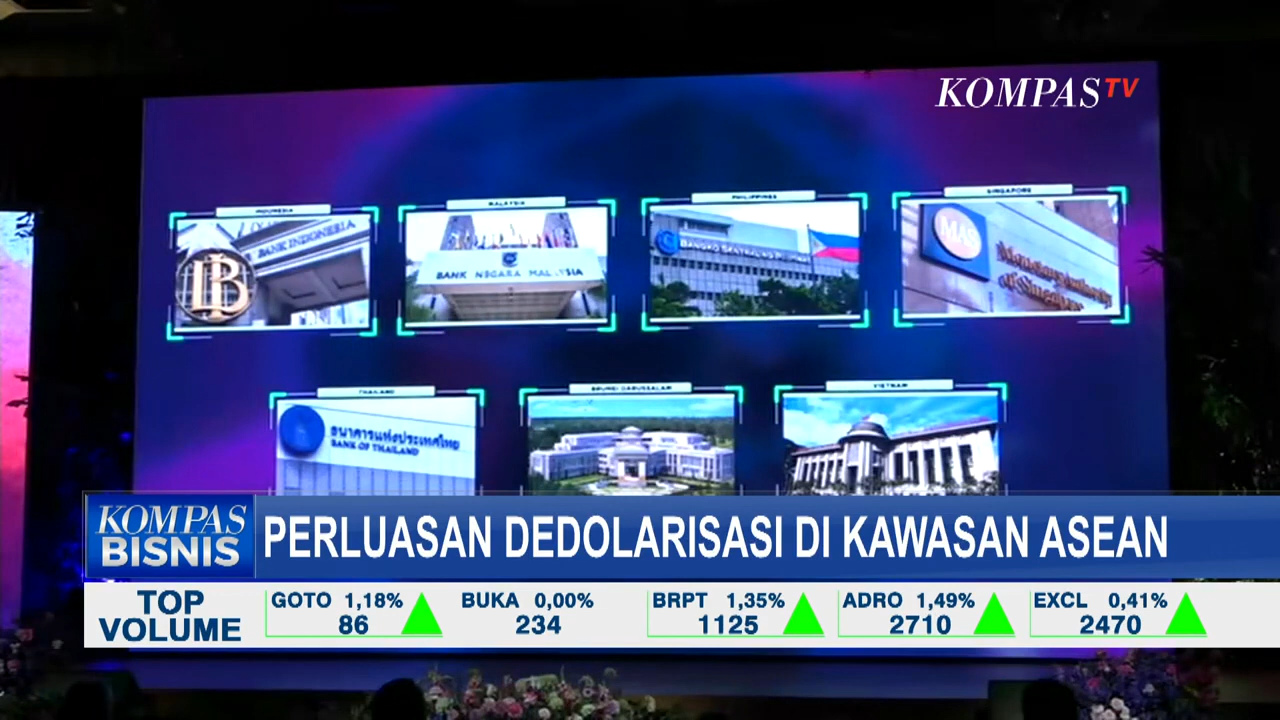 KOMPASTV
INDONESIA
MALAYSIA
PHILIPPINES
SINGAPORE
BANK INDONESIA
BANK NEGARA MALAYSIA
BANGKO SENTRAL NG
MAS
Monetary Authority
of Singapore
THAILAND
BRUNEI DARUSSALAM
VIETNAM
ธนาคารแห่งประเทศไทย
BANK OF THAILAND
KOMPAS
BISNIS
PERLUASAN DEDOLARISASI DI KAWASAN ASEAN
TOP
VOLUME
GOTO 1,18%
86
BUKA 0,00%
234
BRPT 1,35%
1125
ADRO 1,49%
2710
EXCL 0,41%
2470